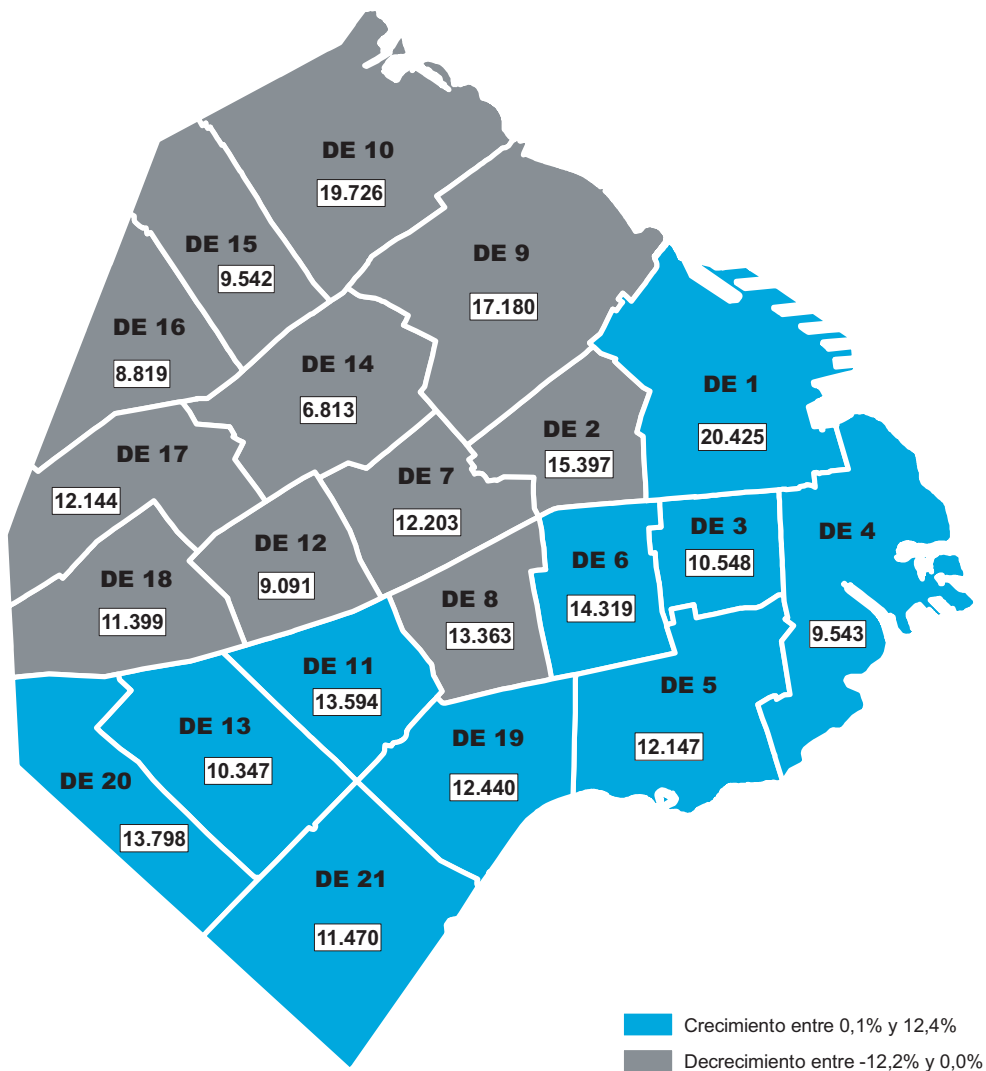 DE 10
19.726
DE 15
9.542
DE 9
17.180
DE 16
8.819
DE 14
6.813
DE 1
20.425
DE 2
15.397
DE 17
12.144
DE 7
12.203
DE 12
9.091
DE 3
10.548
DE 4
9.543
DE 6
14.319
DE 18
11.399
DE 8
13.363
DE 11
13.594
DE 5
12.147
DE 13
10.347
DE 19
12.440
DE 20
13.798
DE 21
11.470
Crecimiento entre 0,1% y 12,4%
Decrecimiento entre -12,2% y 0,0%